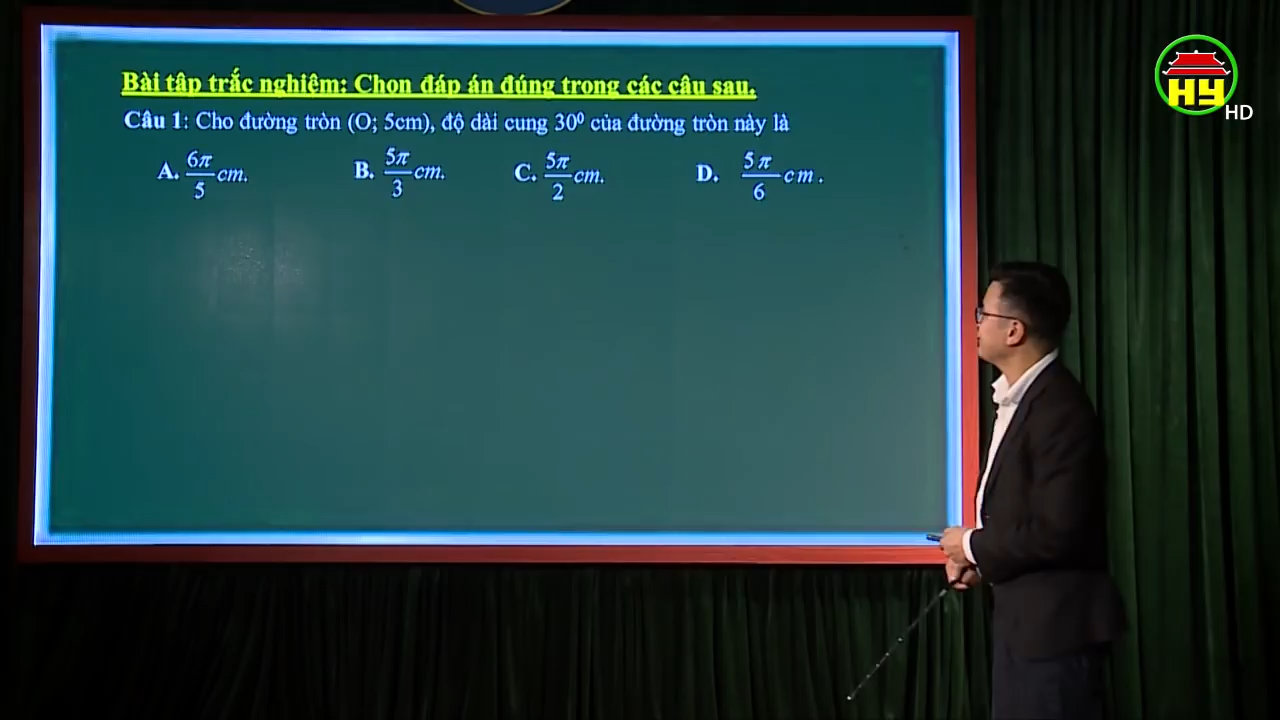 Bài tập trắc nghiệm: Chọn đáp án đúng trong các câu sau.
Câu 1: Cho đường tròn (O; 5cm), độ dài cung 30⁰ của đường tròn này là
A. 6π/5 cm. B. 5π/3 cm. C. 5π/2 cm. D. 5π/6 cm.
HY
HD